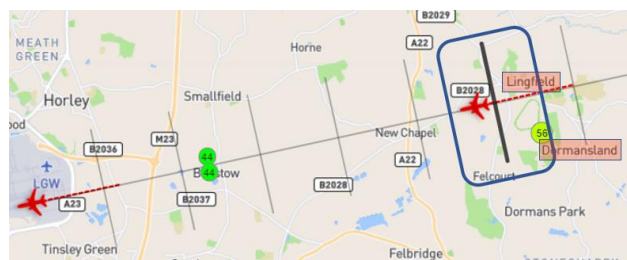 B2029
MEATH
GREEN
Horne
A22
Lingfield
B2028
Smallfield
Horley
ood
M23
New Chapel
56
B2036
44
Dormansland
44
A22
LGW
Felcourt
B2028
B2037
A23
Dormans Park
Tinsley Green
Felbridge